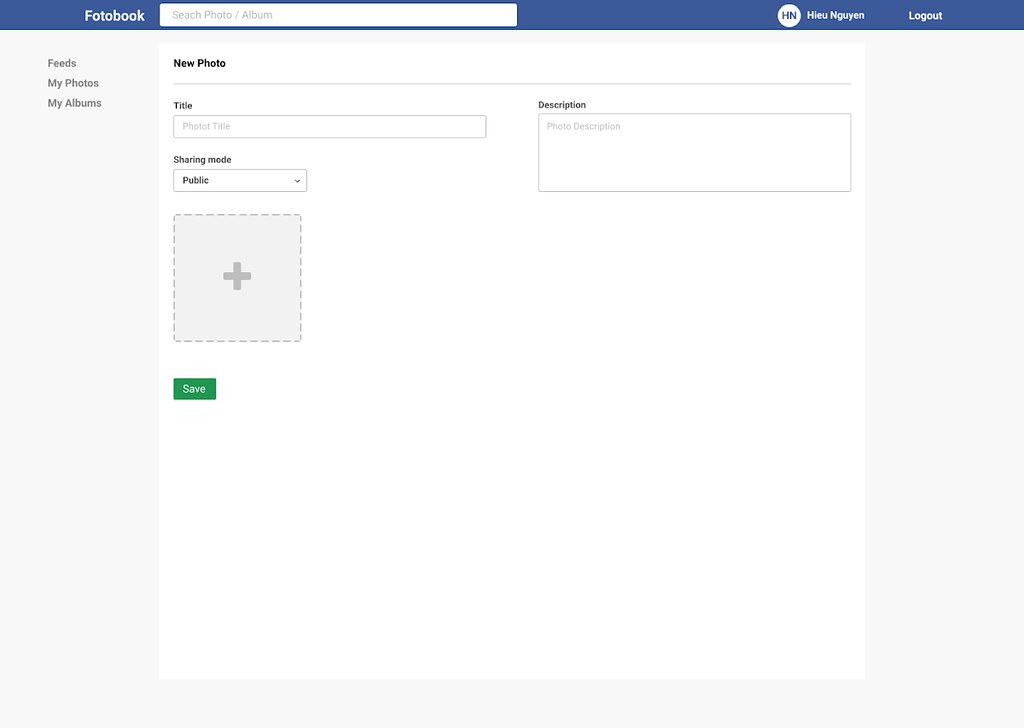 Fotobook
Seach Photo / Album
HN
Hieu Nguyen
Logout
Feeds
My Photos
My Albums
New Photo
Title
Photot Title
Description
Photo Description
Sharing mode
Public
Save